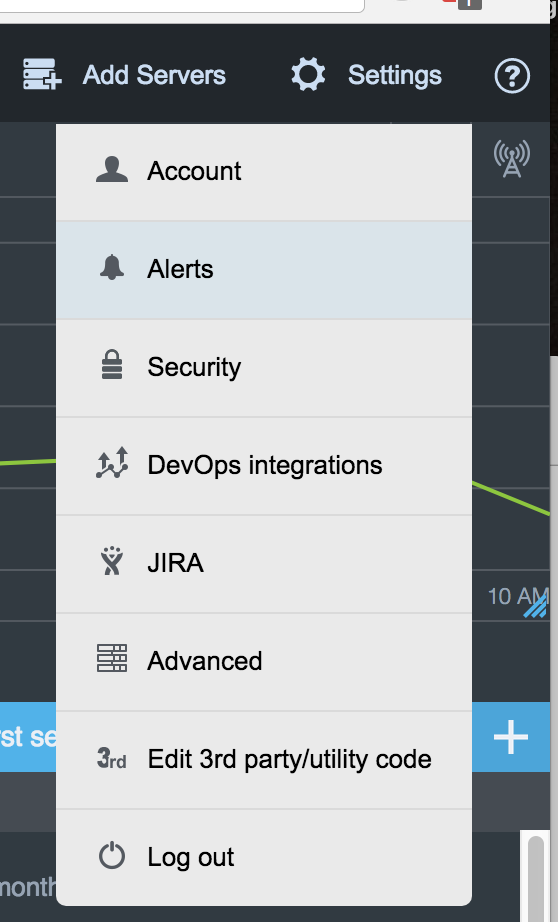 Add Servers
Settings
?
Account
Alerts
Security
DevOps integrations
JIRA
10 AM
Advanced
rst se
3rd Edit 3rd party/utility code
Log out
month